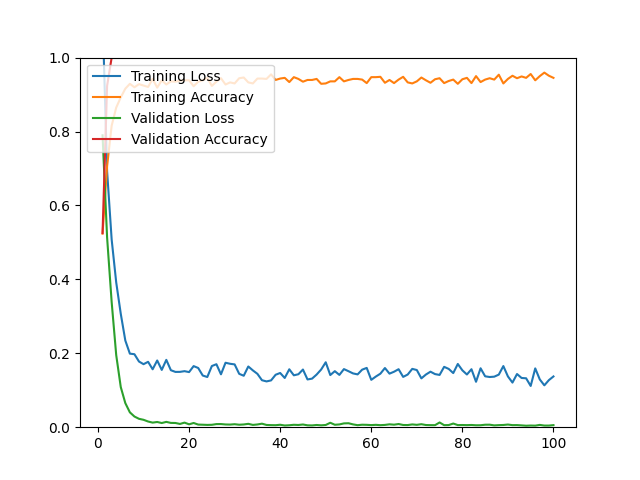 1.0
0.8
0.6
0.4
0.2
0.0
Training Loss
Training Accuracy
Validation Loss
Validation Accuracy
0 20 40 60 80 100